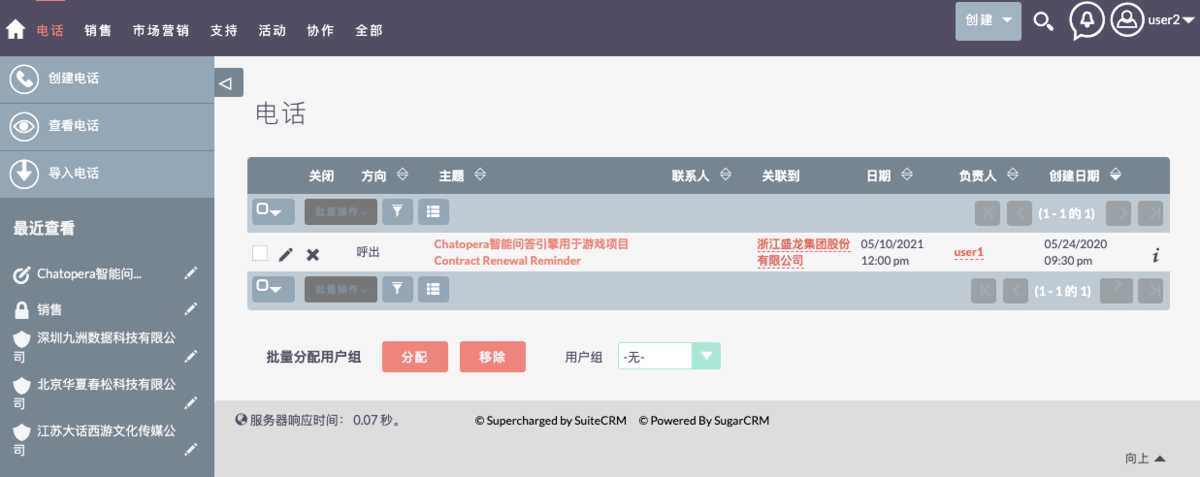 电话 销售 市场营销 支持 活动 协作 全部 创建 user2
创建电话
查看电话
导入电话
最近查看
Chatopera智能问...
销售
深圳九洲数据科技有限公
司
北京华夏春松科技有限公
司
江苏大话西游文化传媒公
司
电话
关闭 方向 主题 联系人 关联到 日期 负责人 创建日期
批量操作 (1 - 1 的 1)
呼出 Chatopera智能问答引擎用于游戏项目 浙江盛龙集团股份 05/10/2021 user1 05/24/2020
Contract Renewal Reminder 有限公司 12:00 pm 09:30 pm
批量操作 (1 - 1 的 1)
批量分配用户组 分配 移除 用户组 -无-
服务器响应时间： 0.07 秒。 © Supercharged by SuiteCRM © Powered By SugarCRM
向上